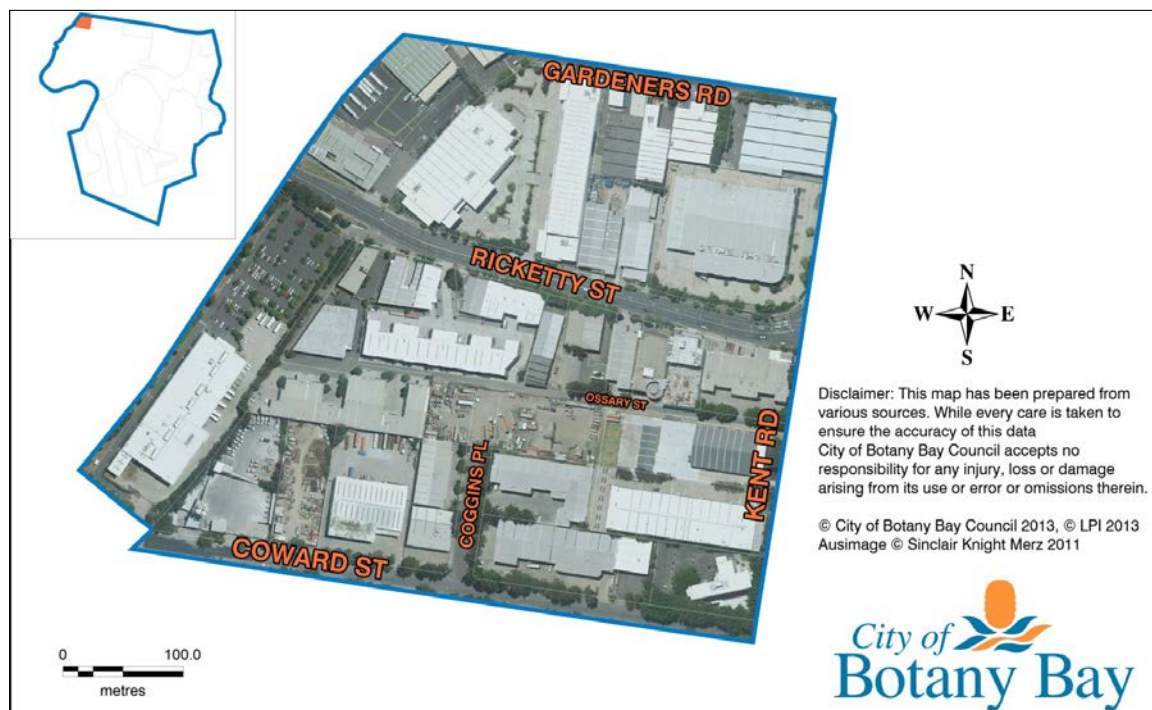 GARDENERS RD
RICKETTY ST
OSSARY ST
KENT RD
COGGINS PL
COWARD ST
N
W E
S
Disclaimer: This map has been prepared from
various sources. While every care is taken to
ensure the accuracy of this data
City of Botany Bay Council accepts no
responsibility for any injury, loss or damage
arising from its use or error or omissions therein.
© City of Botany Bay Council 2013, © LPI 2013
Ausimage © Sinclair Knight Merz 2011
0 100.0
metres
City of
Botany Bay